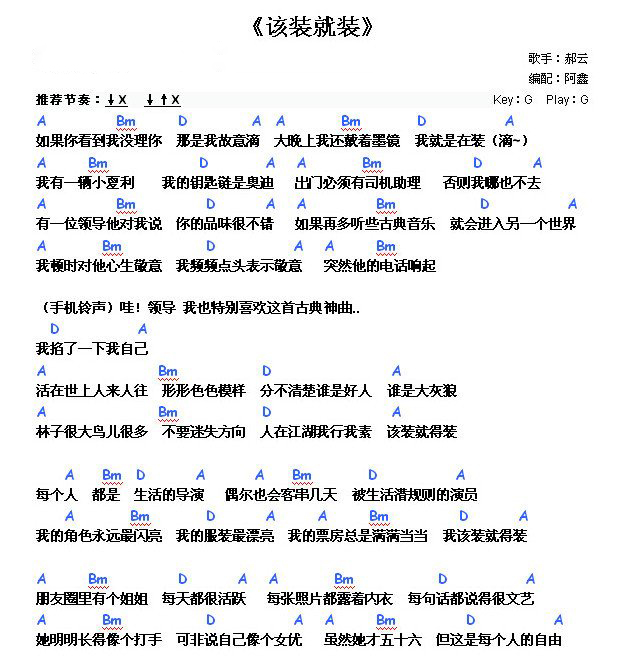 《该装就装》
歌手：郝云
编配：阿鑫
推荐节奏：↓X ↓↑X Key：G Play：G
A Bm D A A Bm D A
如果你看到我没理你 那是我故意滴 大晚上我还戴着墨镜 我就是在装（滴~）
A Bm D A A Bm D A
我有一辆小夏利 我的钥匙链是奥迪 出门必须有司机助理 否则我哪也不去
A Bm D A A Bm D A
有一位领导他对我说 你的品味很不错 如果再多听些古典音乐 就会进入另一个世界
A Bm D A A Bm
我顿时对他心生敬意 我频频点头表示敬意 突然他的电话响起
（手机铃声）哇！领导 我也特别喜欢这首古典神曲..
D A
我掐了一下我自己
A Bm D A
活在世上人来人往 形形色色模样 分不清楚谁是好人 谁是大灰狼
A Bm D A
林子很大鸟儿很多 不要迷失方向 人在江湖我行我素 该装就得装
A Bm D A A Bm D A
每个人 都是 生活的导演 偶尔也会客串几天 被生活潜规则的演员
A Bm D A A Bm D A
我的角色永远最闪亮 我的服装最漂亮 我的票房总是满满当当 我该装就得装
A Bm D A A Bm D A
朋友圈里有个姐姐 每天都很活跃 每张照片都露着内衣 每句话都说得很文艺
A Bm D A A Bm D A
她明明长得像个打手 可非说自己像个女优 虽然她才五十六 但这是每个人的自由